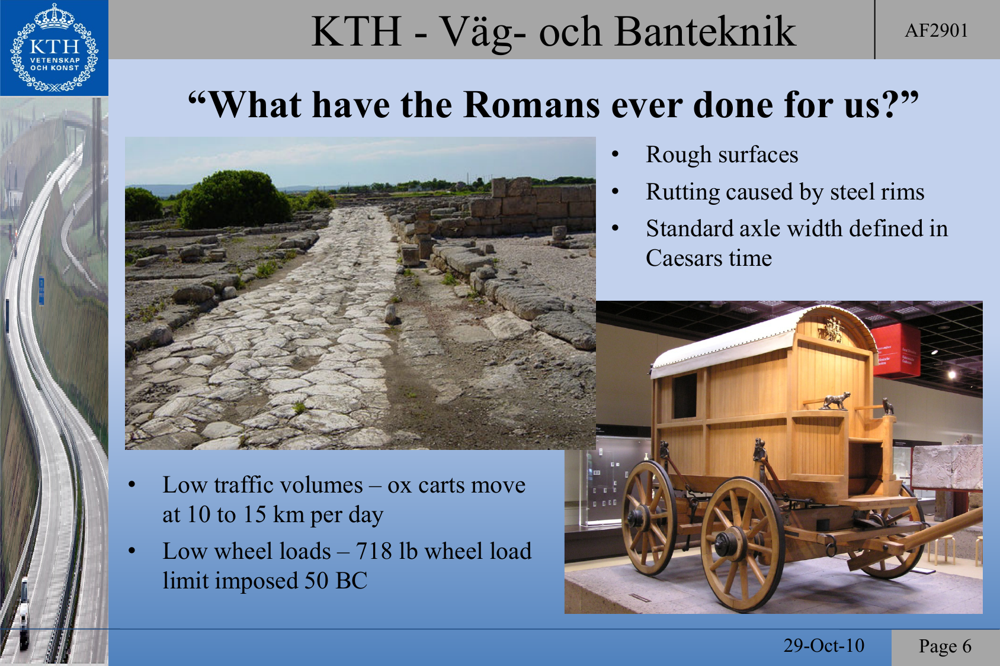 KTH
VETENSKAP
OCH KONST
KTH - Väg- och Banteknik
AF2901
“What have the Romans ever done for us?”
• Rough surfaces
• Rutting caused by steel rims
• Standard axle width defined in
Caesars time
• Low traffic volumes – ox carts move
at 10 to 15 km per day
• Low wheel loads – 718 lb wheel load
limit imposed 50 BC
29-Oct-10
Page 6